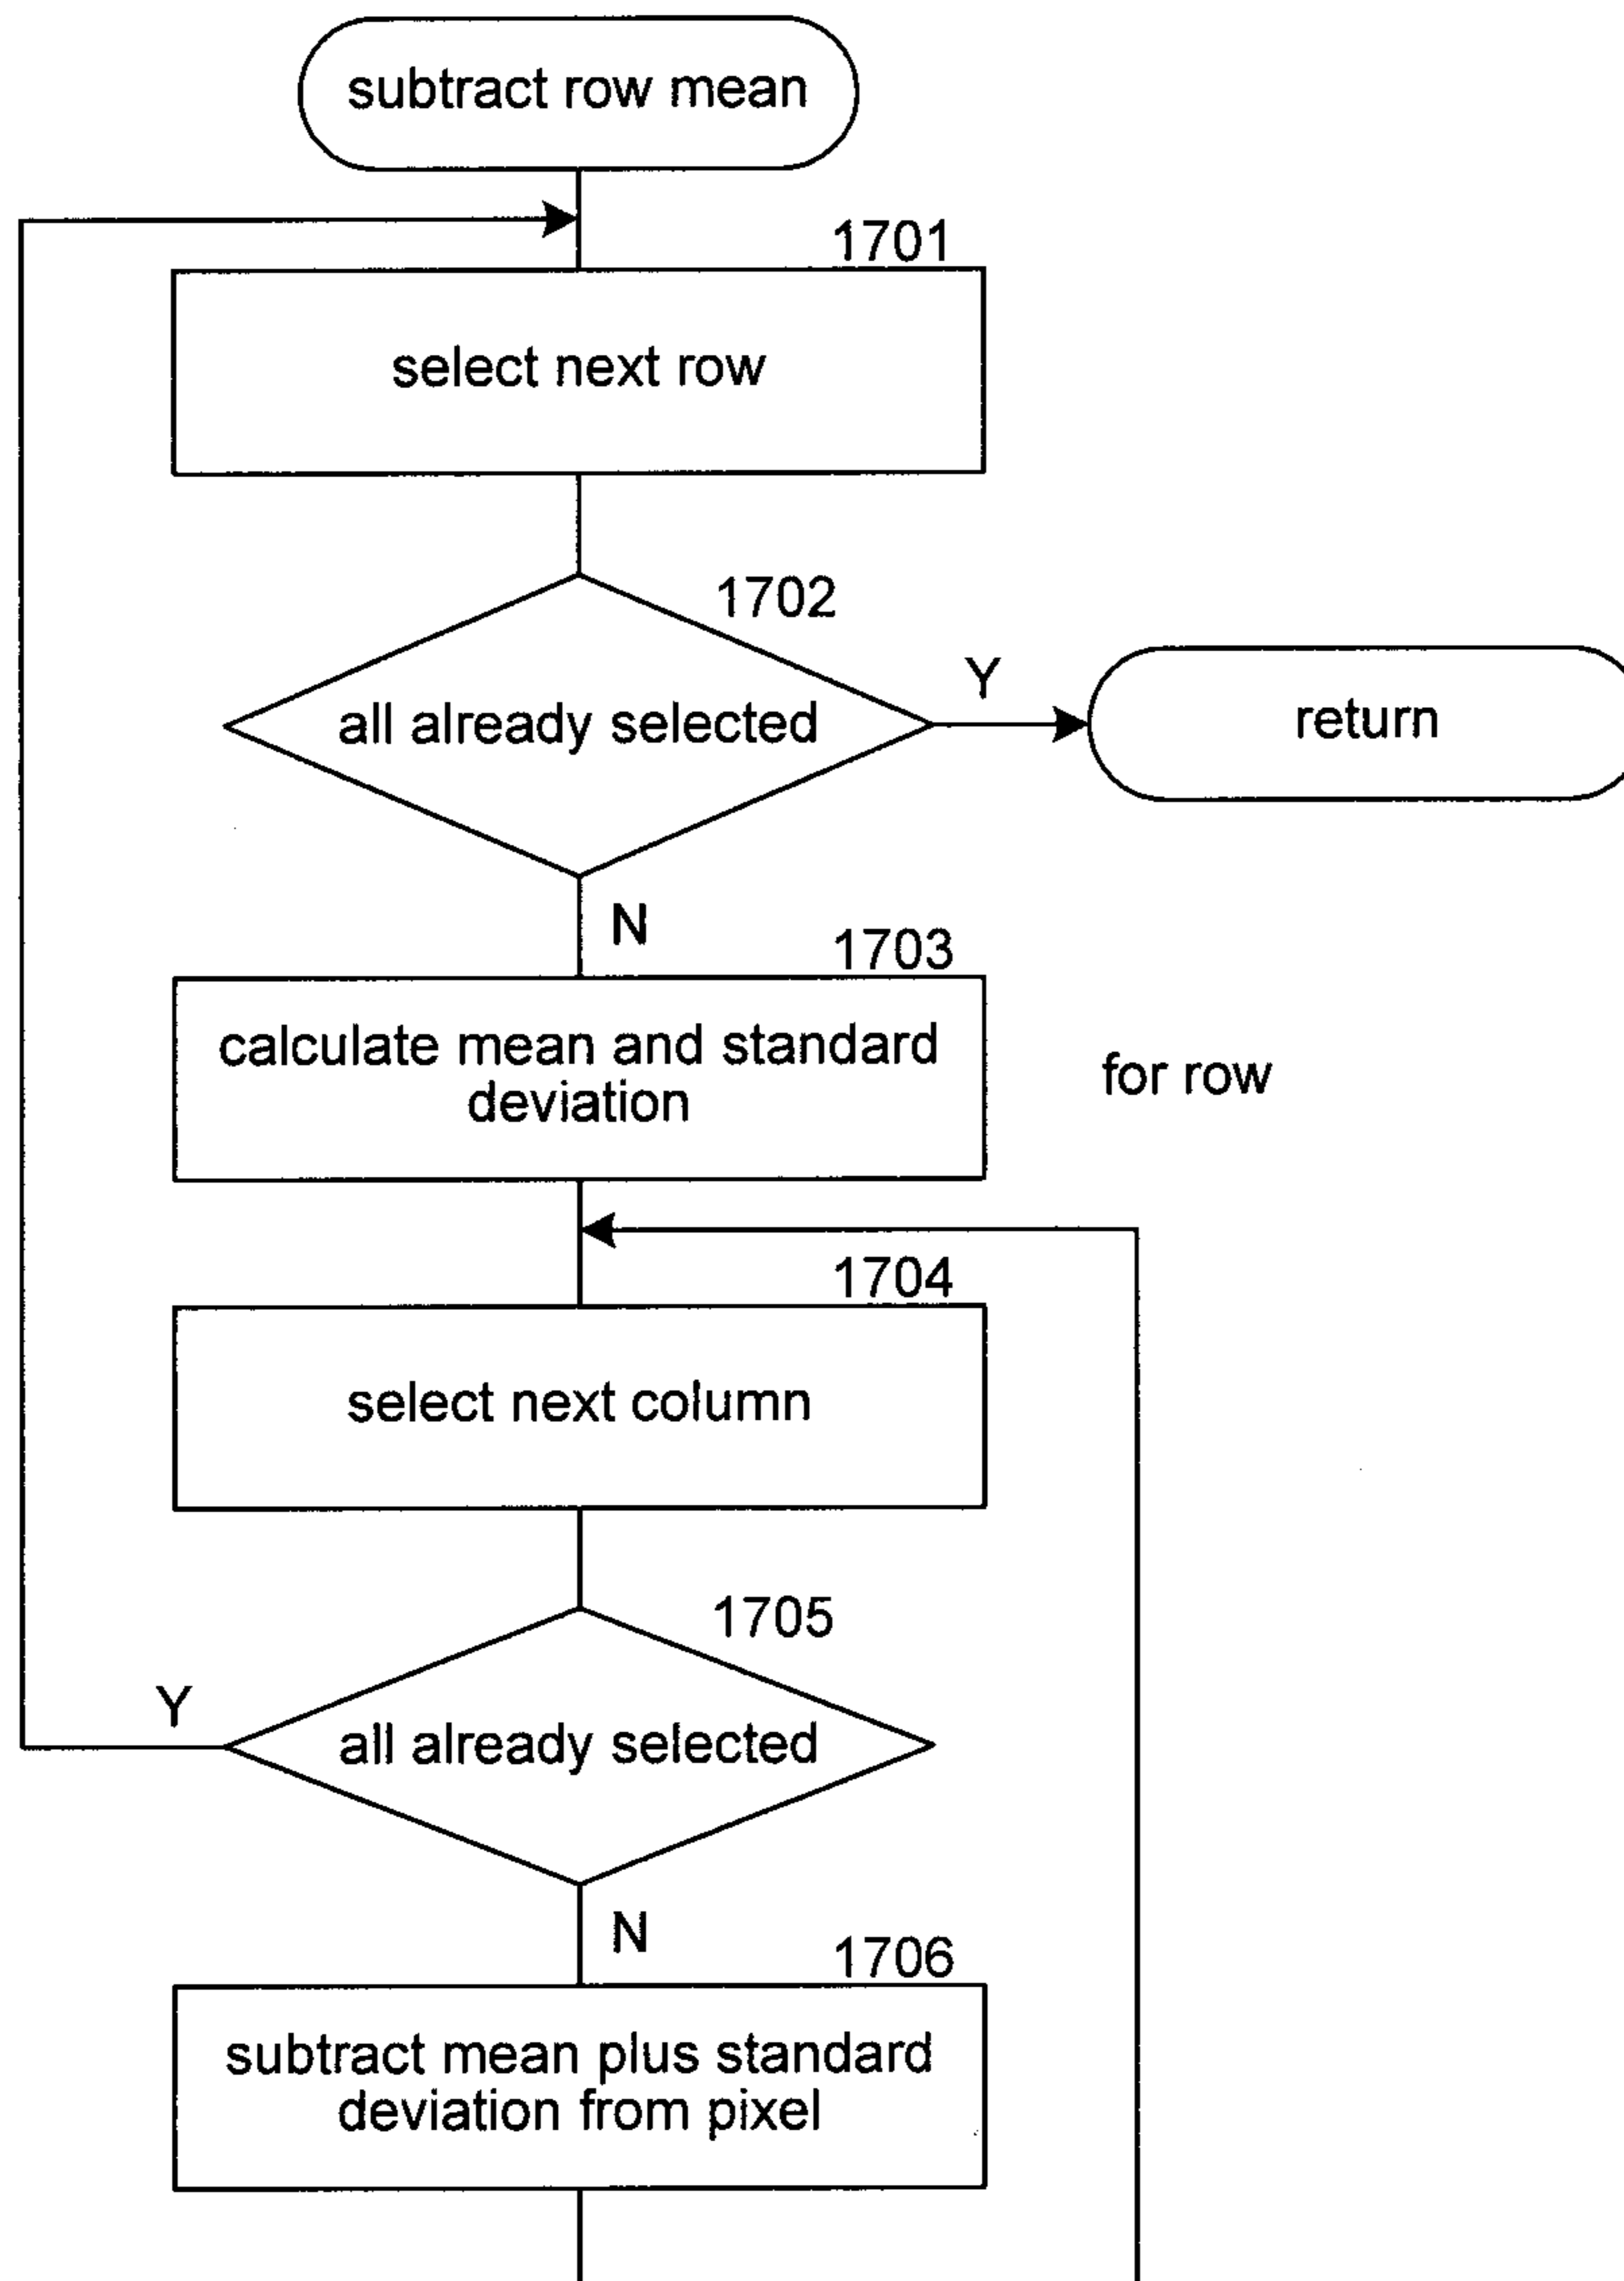 subtract row mean
1701
select next row
1702
all already selected
Y
return
N
1703
calculate mean and standard
deviation
for row
1704
select next column
1705
Y
all already selected
N
1706
subtract mean plus standard
deviation from pixel